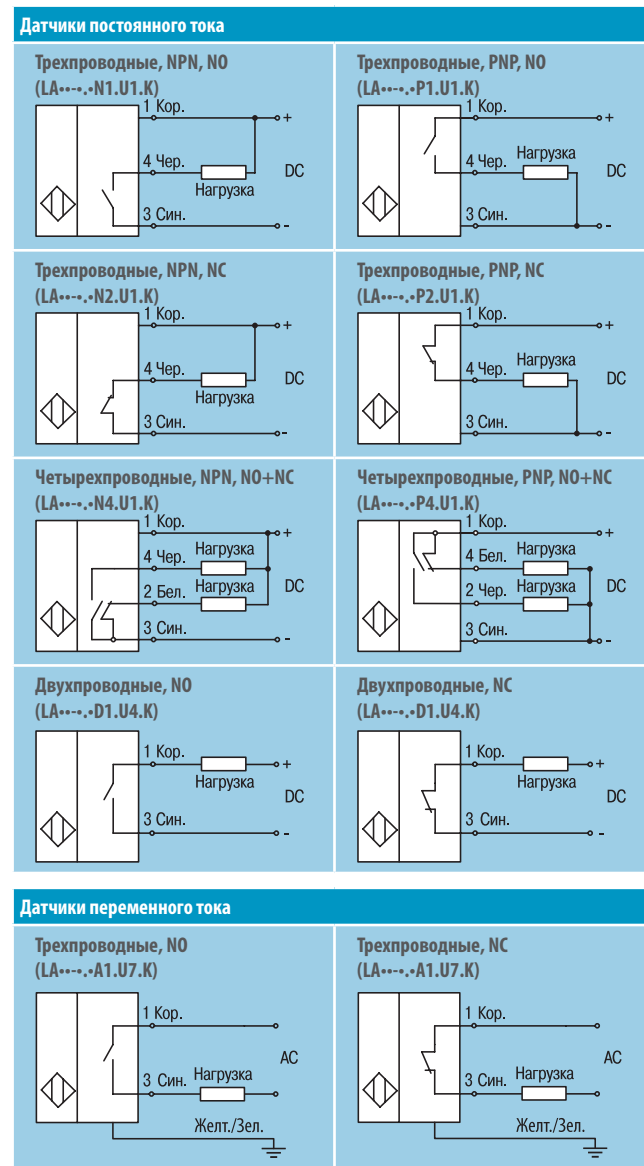 Датчики постоянного тока
Трехпроводные, NPN, NO
(LA••-•.•N1.U1.K)
1 Кор.
+
4 Чер.
Нагрузка
DC
3 Син.
-
Трехпроводные, PNP, NO
(LA••-•.•P1.U1.K)
1 Кор.
+
4 Чер.
Нагрузка
DC
3 Син.
-
Трехпроводные, NPN, NC
(LA••-•.•N2.U1.K)
1 Кор.
+
4 Чер.
Нагрузка
DC
3 Син.
-
Трехпроводные, PNP, NC
(LA••-•.•P2.U1.K)
1 Кор.
+
4 Чер.
Нагрузка
DC
3 Син.
-
Четырехпроводные, NPN, NO+NC
(LA••-•.•N4.U1.K)
1 Кор.
+
4 Чер.
Нагрузка
2 Бел.
Нагрузка
DC
3 Син.
-
Четырехпроводные, PNP, NO+NC
(LA••-•.•P4.U1.K)
1 Кор.
+
4 Бел.
Нагрузка
2 Чер.
Нагрузка
DC
3 Син.
-
Двухпроводные, NO
(LA••-•.•D1.U4.K)
1 Кор.
+
Нагрузка
DC
3 Син.
-
Двухпроводные, NC
(LA••-•.•D1.U4.K)
1 Кор.
+
Нагрузка
DC
3 Син.
-
Датчики переменного тока
Трехпроводные, NO
(LA••-•.•A1.U7.K)
1 Кор.
AC
3 Син.
Нагрузка
Желт./Зел.
Трехпроводные, NC
(LA••-•.•A1.U7.K)
1 Кор.
AC
3 Син.
Нагрузка
Желт./Зел.